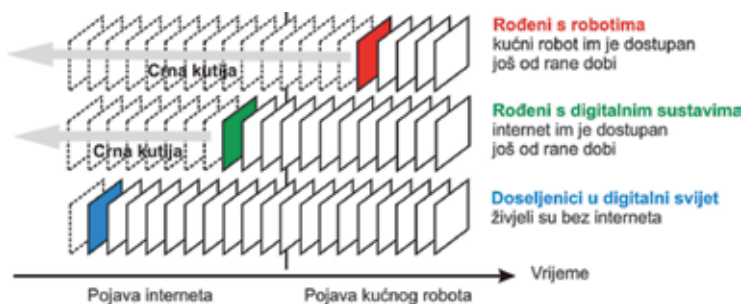 Rođeni s robotima
kućni robot im je dostupan
još od rane dobi
Crna kutija
Rođeni s digitalnim sustavima
internet im je dostupan
još od rane dobi
Crna kutija
Doseljenici u digitalni svijet
živjeli su bez interneta
Vrijeme
Pojava interneta
Pojava kućnog robota